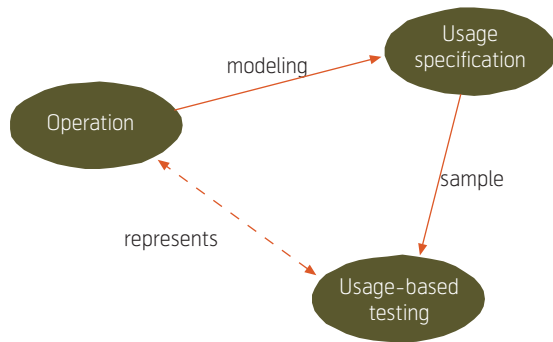 Usage
specification
modeling
Operation
sample
represents
Usage-based
testing